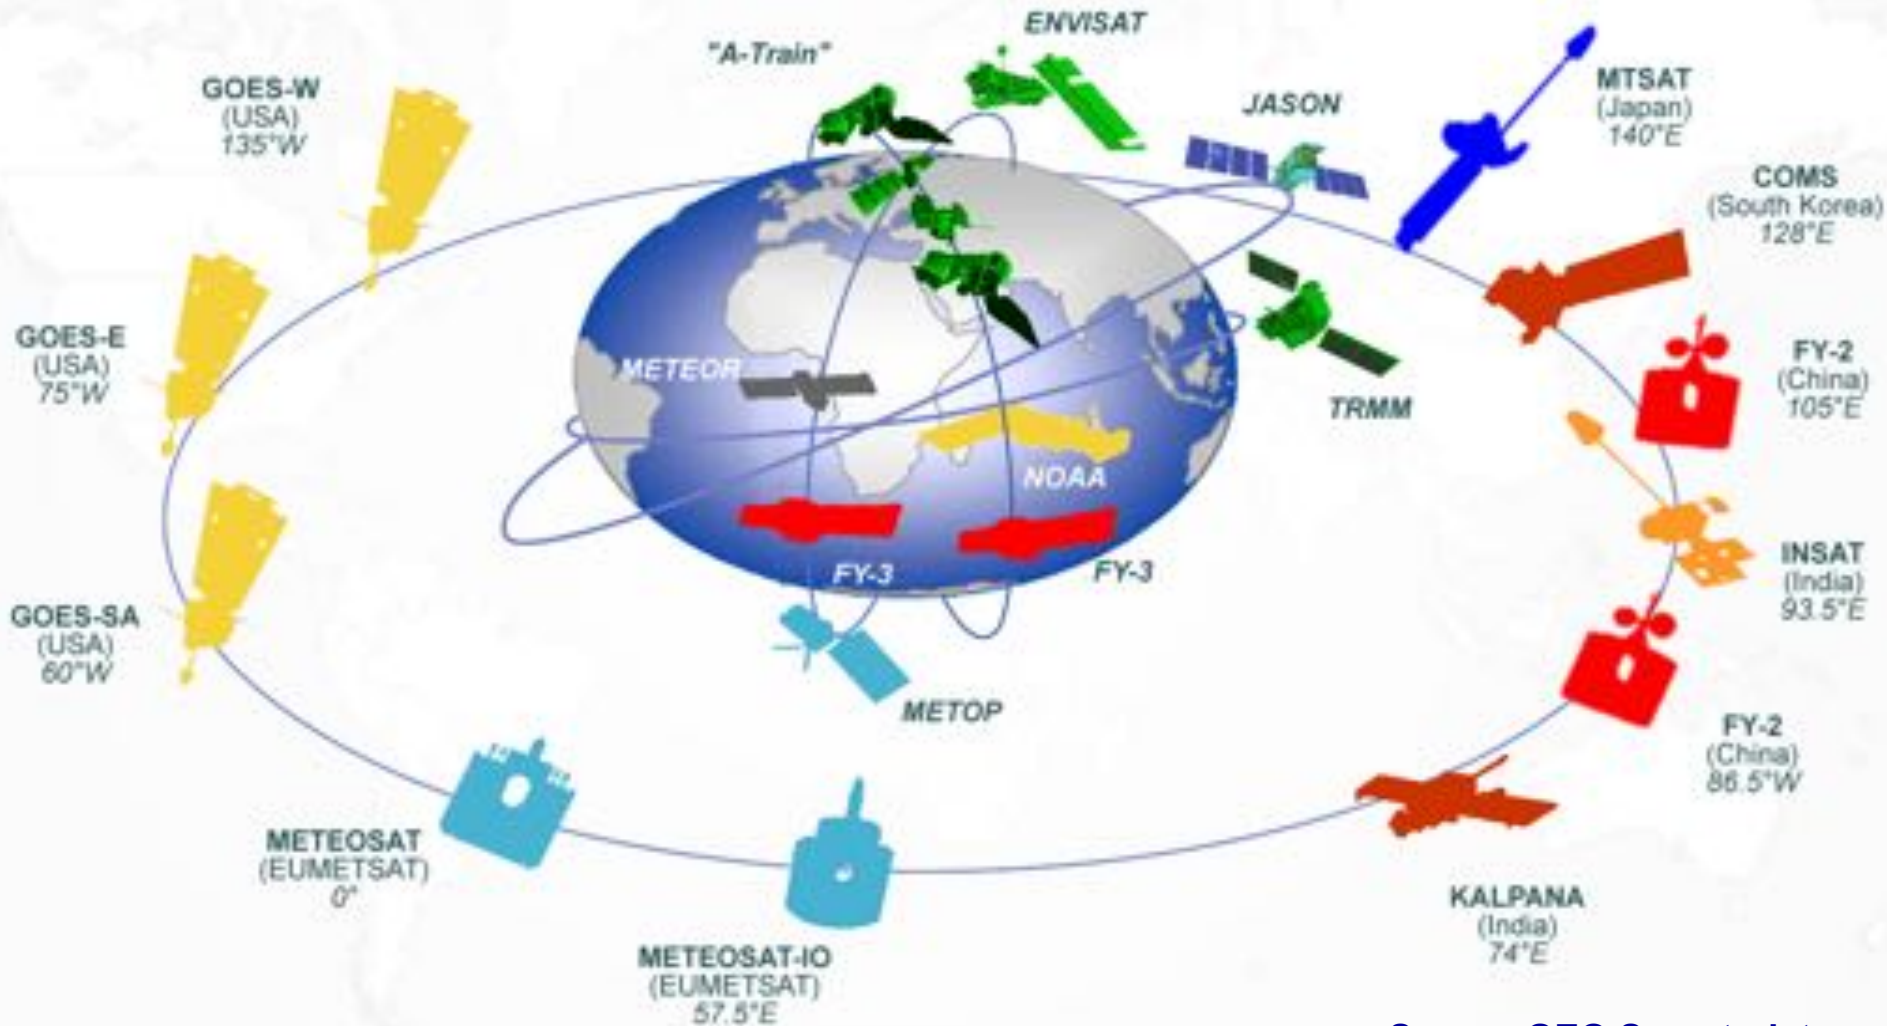 ENVISAT
"A-Train"
GOES-W
(USA)
135°W
JASON
MTSAT
(Japan)
140°E
COMS
(South Korea)
128°E
GOES-E
(USA)
75°W
METEOR
FY-2
(China)
105°E
TRMM
NOAA
INSAT
(India)
93.5°E
FY-3
FY-3
GOES-SA
(USA)
60°W
METOP
FY-2
(China)
86.5°W
METEOSAT
(EUMETSAT)
0°
KALPANA
(India)
74°E
METEOSAT-IO
(EUMETSAT)
57.5°E